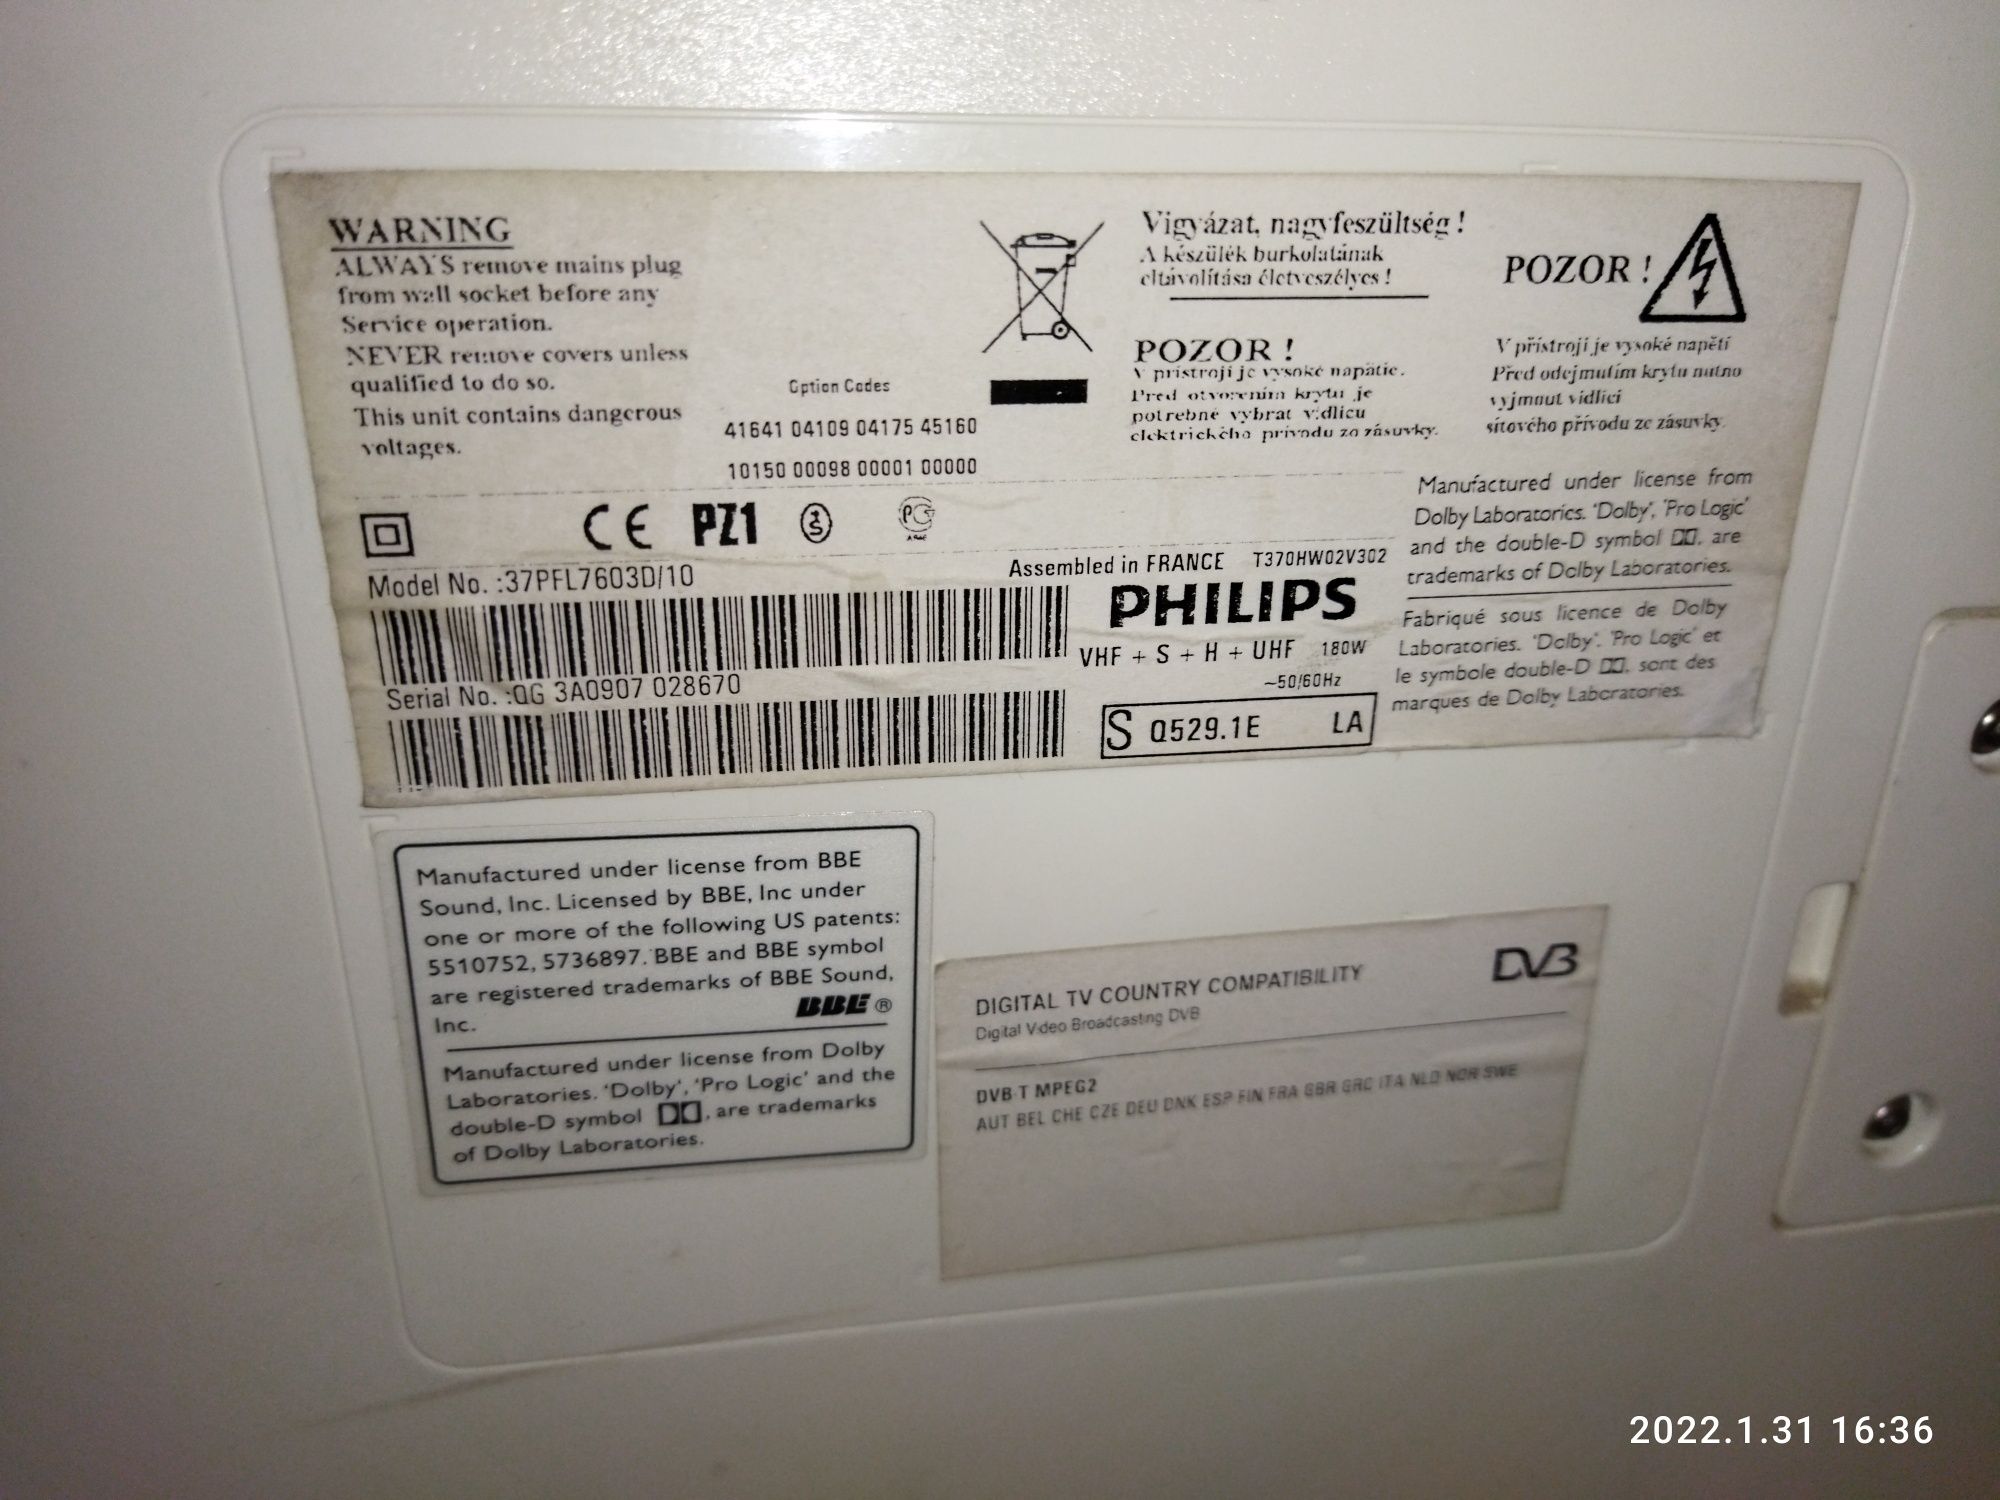 WARNING
ALWAYS remove mains plug
from wall socket before any
Service operation.
NEVER remove covers unless
qualified to do so.
This unit contains dangerous
voltages.
Option Codes
41641 04109 04175 45160
10150 00098 00001 00000
Vigyázat, nagyfeszültség !
A készülék burkolatának
eltávolítása életveszélyes !
POZOR !
V prístroji je vysoké napätie.
Pred otvorením krytu je
potrebné vybrat vidlicu
elektrického prívodu zo zásuvky.
POZOR !
V přístroji je vysoké napětí
Před odejmutím krytu nutno
vyjmout vidlici
síťového přívodu ze zásuvky.
CE PZ1
Model No. :37PFL7603D/10
Serial No. :QG 3A0907 028670
Assembled in FRANCE T370HW02V302
PHILIPS
VHF + S + H + UHF 180W
~50/60Hz
S Q529.1E LA
Manufactured under license from
Dolby Laboratories. 'Dolby', 'Pro Logic'
and the double-D symbol , are
trademarks of Dolby Laboratories.
Fabriqué sous licence de Dolby
Laboratories. 'Dolby', 'Pro Logic' et
le symbole double-D , sont des
marques de Dolby Laboratories.
Manufactured under license from BBE
Sound, Inc. Licensed by BBE, Inc under
one or more of the following US patents:
5510752, 5736897. BBE and BBE symbol
are registered trademarks of BBE Sound,
Inc.
BBE ®
Manufactured under license from Dolby
Laboratories. 'Dolby', 'Pro Logic' and the
double-D symbol , are trademarks
of Dolby Laboratories.
DIGITAL TV COUNTRY COMPATIBILITY
Digital Video Broadcasting DVB
DVB
DVB-T MPEG2
AUT BEL CHE CZE DEU DNK ESP FIN FRA GBR GRC ITA NLD NOR SWE
2022.1.31 16:36